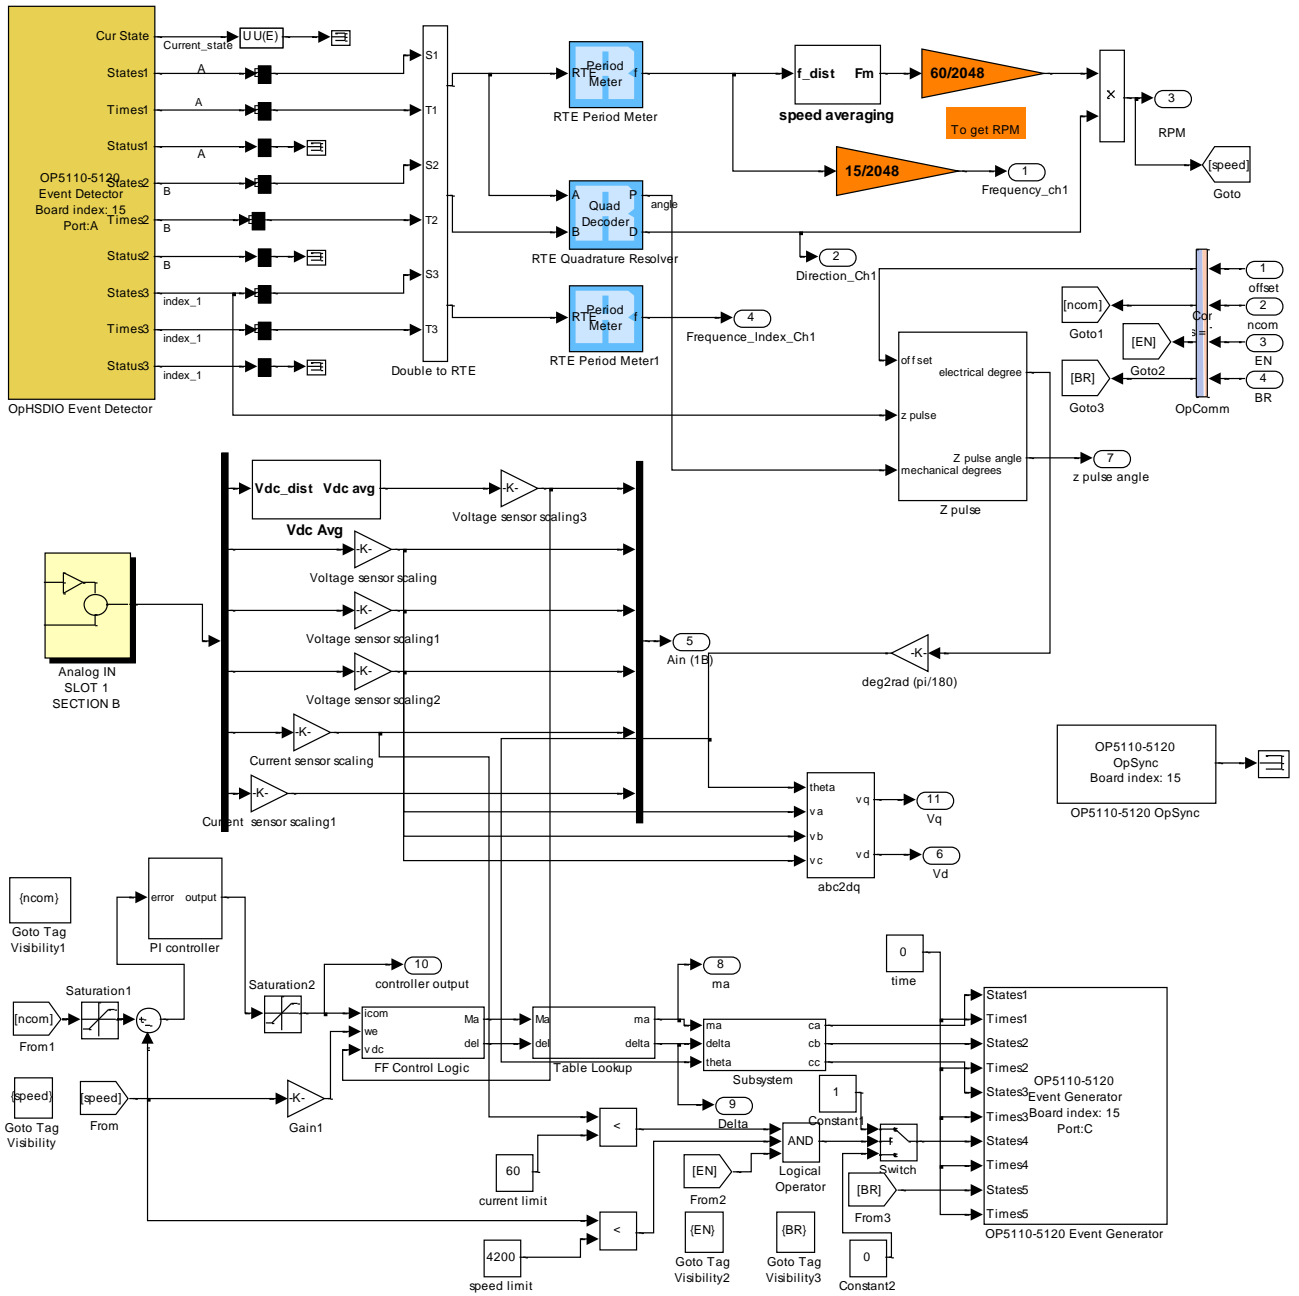 Cur State
Current_state
U U(E)
States1
A
Times1
A
Status1
A
OP5110-5120
Event Detector
Board index: 15
Port:A
States2
B
Times2
B
Status2
B
States3
index_1
Times3
index_1
Status3
index_1
OpHSDIO Event Detector
S1
T1
S2
T2
S3
T3
Double to RTE
RTE
Period
Meter
f
RTE Period Meter
A
B
Quad
Decoder
P
D
angle
RTE Quadrature Resolver
RTE
Period
Meter
f
RTE Period Meter1
f_dist Fm
speed averaging
60/2048
To get RPM
15/2048
x
3
RPM
[speed]
Goto
1
Frequency_ch1
2
Direction_Ch1
4
Frequence_Index_Ch1
1
offset
2
ncom
3
EN
4
BR
OpComm
[ncom]
Goto1
[EN]
Goto2
[BR]
Goto3
offset
z pulse
mechanical degrees
electrical degree
Z pulse angle
Z pulse
7
z pulse angle
Vdc_dist Vdc avg
Vdc Avg
-K-
Voltage sensor scaling3
-K-
Voltage sensor scaling
-K-
Voltage sensor scaling1
-K-
Voltage sensor scaling2
-K-
Current sensor scaling
-K-
Current sensor scaling1
Analog IN
SLOT 1
SECTION B
5
Ain (1B)
-K-
deg2rad (pi/180)
OP5110-5120
OpSync
Board index: 15
OP5110-5120 OpSync
theta
va
vb
vc
vq
vd
abc2dq
11
Vq
6
Vd
{ncom}
Goto Tag
Visibility1
error output
PI controller
[ncom]
From1
Saturation1
Saturation2
10
controller output
{speed}
Goto Tag
Visibility
[speed]
From
-K-
Gain1
icom
we
vdc
Ma
del
FF Control Logic
Ma
del
ma
delta
Table Lookup
8
ma
9
Delta
ma
delta
theta
ca
cb
cc
Subsystem
0
time
1
Constant1
60
current limit
<
4200
speed limit
<
[EN]
From2
AND
Logical
Operator
Switch
[BR]
From3
{EN}
Goto Tag
Visibility2
{BR}
Goto Tag
Visibility3
0
Constant2
States1
Times1
States2
Times2
States3
OP5110-5120
Event Generator
Board index: 15
Port:C
Times3
States4
Times4
States5
Times5
OP5110-5120 Event Generator